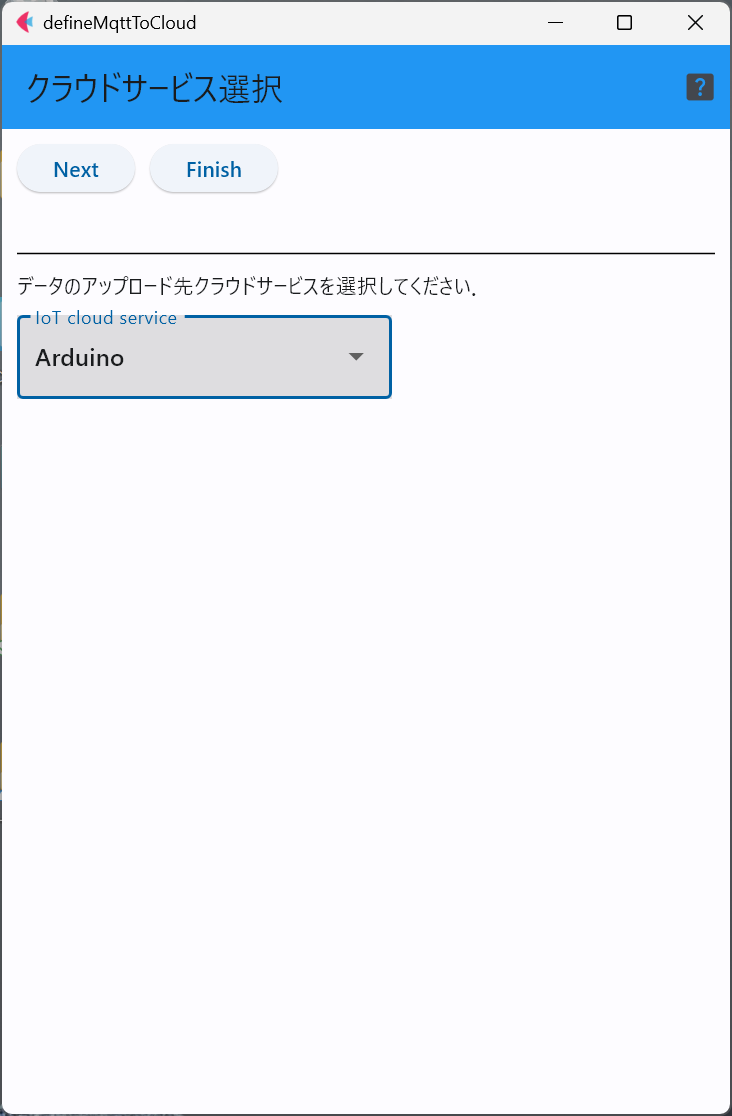 defineMqttToCloud
クラウドサービス選択
?
Next Finish
データのアップロード先クラウドサービスを選択してください.
IoT cloud service
Arduino